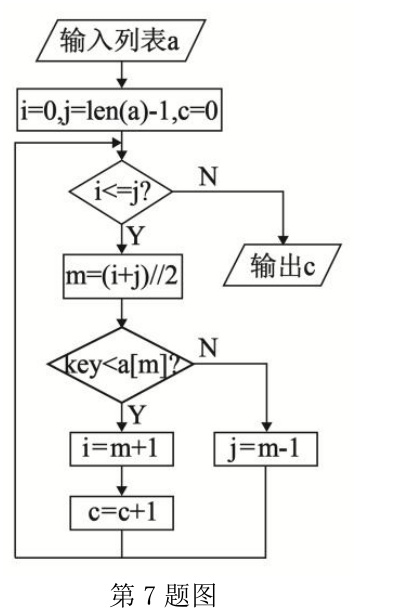 输入列表a
i=0,j=len(a)-1,c=0
i<=j?
N
Y
m=(i+j)//2
输出c
key<a[m]?
N
Y
i=m+1
j=m-1
c=c+1
第 7 题图